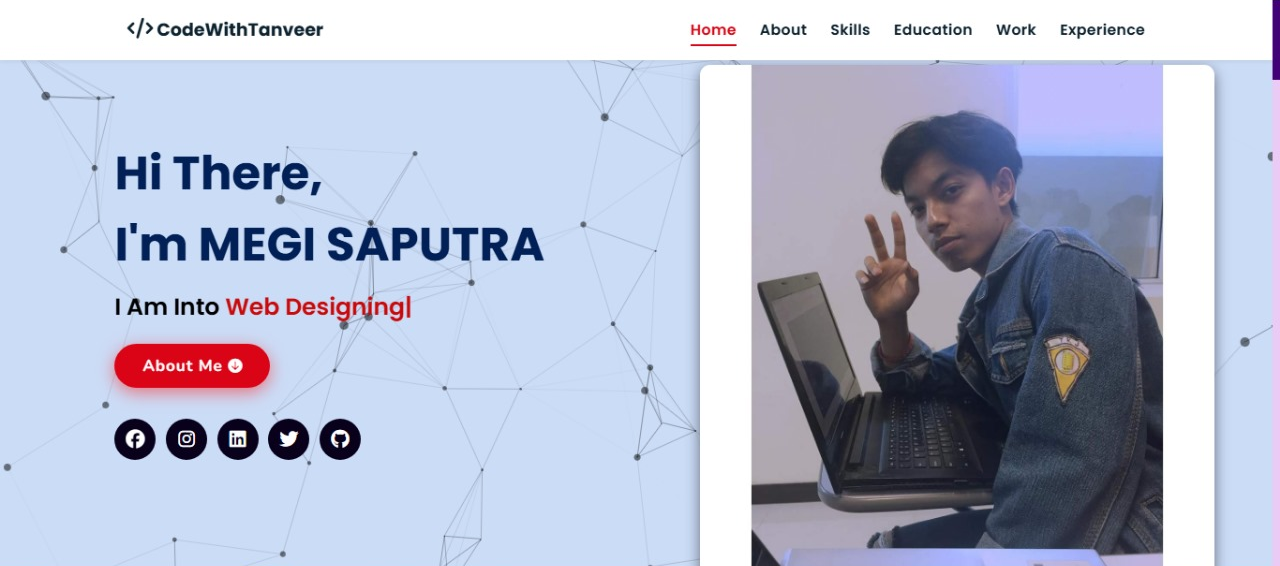 </> CodeWithTanveer
Home About Skills Education Work Experience
Hi There,
I'm MEGI SAPUTRA
I Am Into Web Designing|
About Me